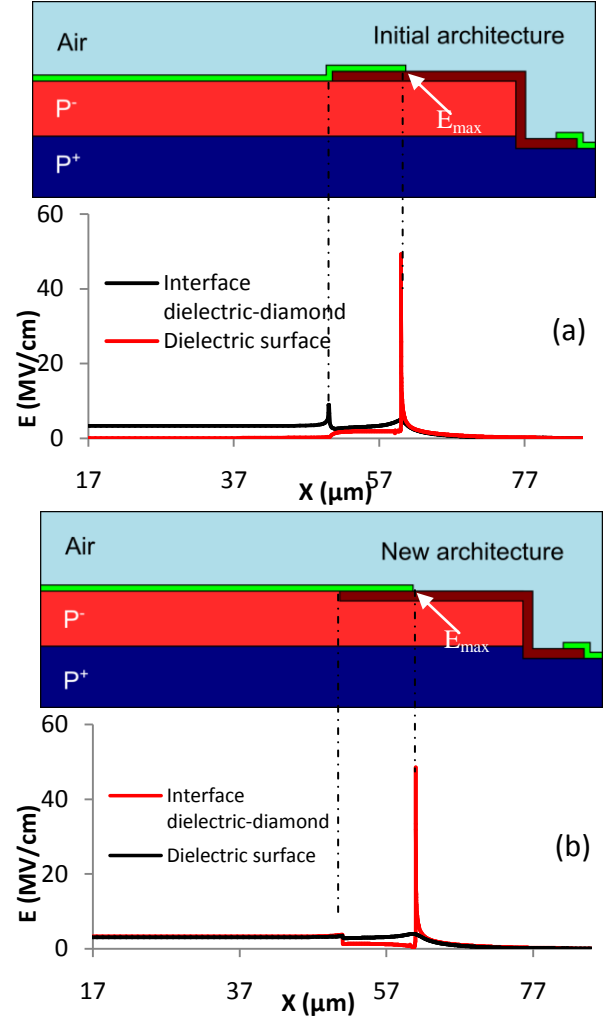 Air
Initial architecture
P-
Emax
P+
60
40
20
0
E (MV/cm)
Interface
dielectric-diamond
Dielectric surface
(a)
17
37
57
77
X (μm)
Air
New architecture
P-
Emax
P+
60
40
20
0
E (MV/cm)
Interface
dielectric-diamond
Dielectric surface
(b)
17
37
57
77
X (μm)